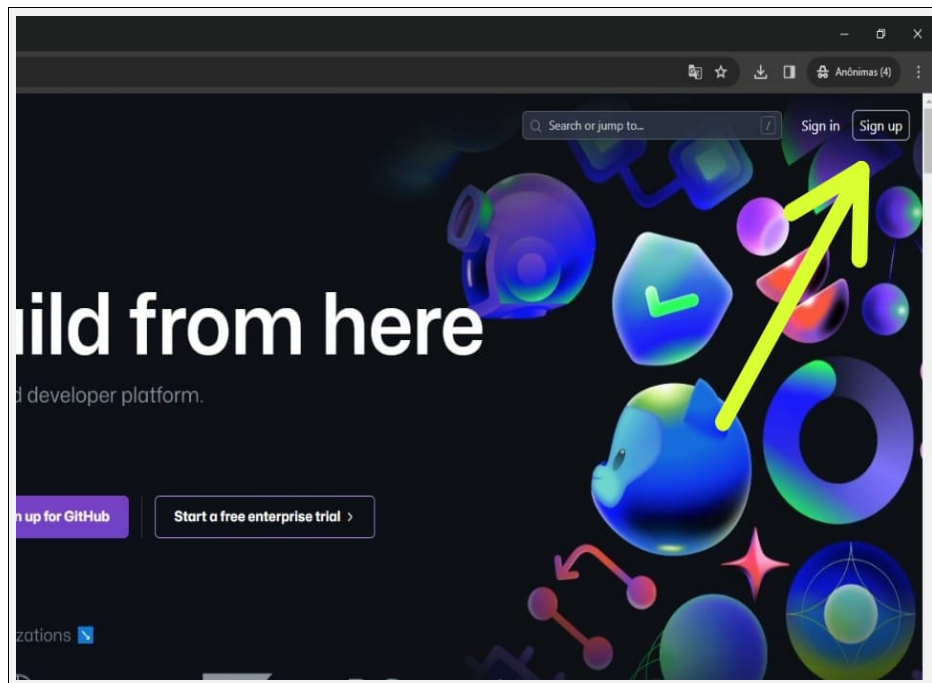 Anônimas (4)
Search or jump to... / Sign in Sign up
ild from here
d developer platform.
n up for GitHub Start a free enterprise trial >
zations